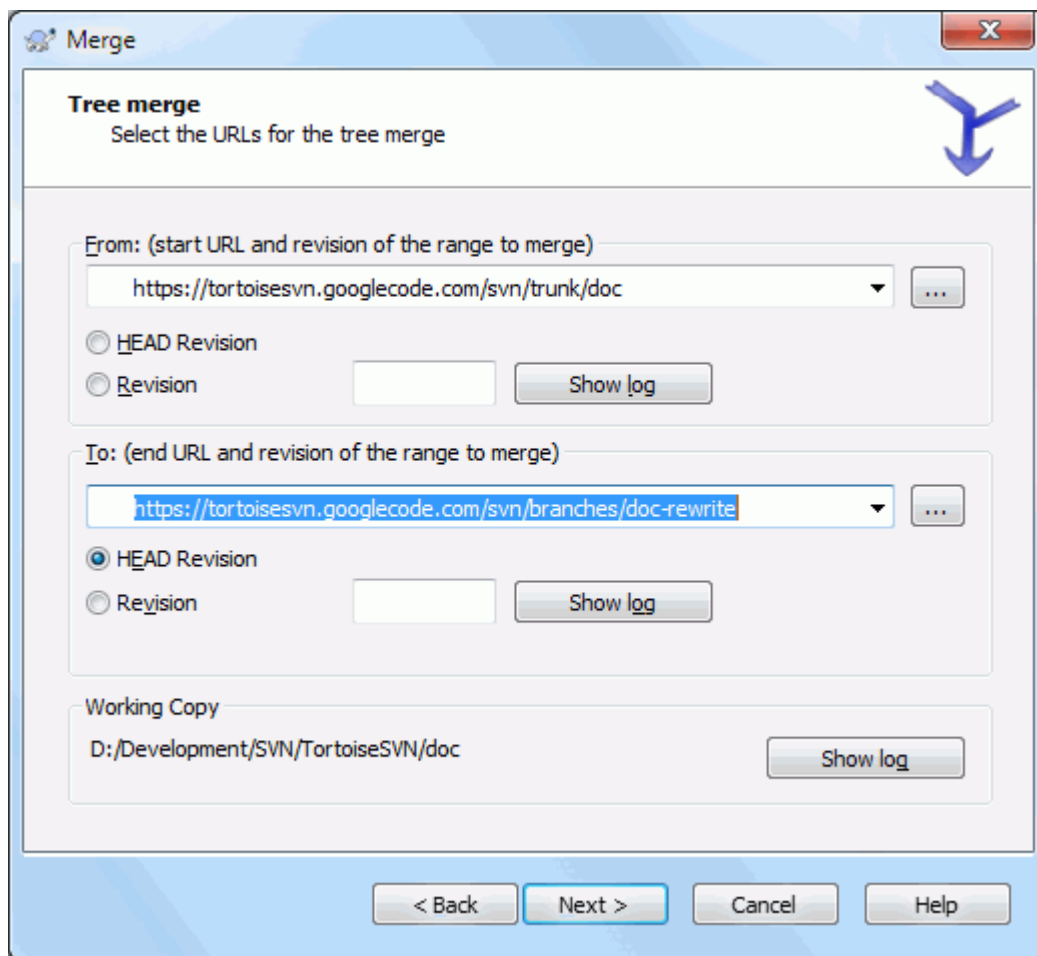 Merge
Tree merge
Select the URLs for the tree merge
From: (start URL and revision of the range to merge)
https://tortoisesvn.googlecode.com/svn/trunk/doc
...
HEAD Revision
Revision
Show log
To: (end URL and revision of the range to merge)
https://tortoisesvn.googlecode.com/svn/branches/doc-rewrite
...
HEAD Revision
Revision
Show log
Working Copy
D:/Development/SVN/TortoiseSVN/doc
Show log
< Back Next > Cancel Help